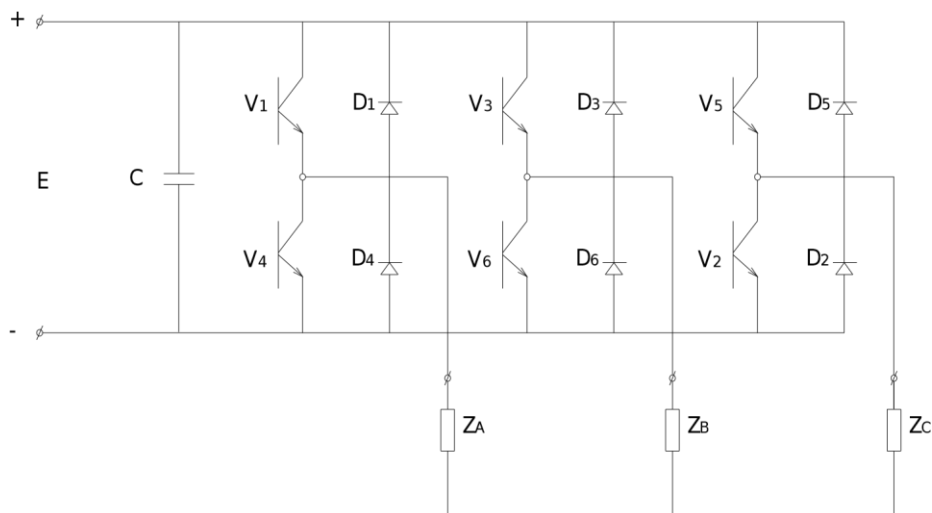 +
V1 D1 V3 D3 V5 D5
E C
V4 D4 V6 D6 V2 D2
-
ZA ZB ZC